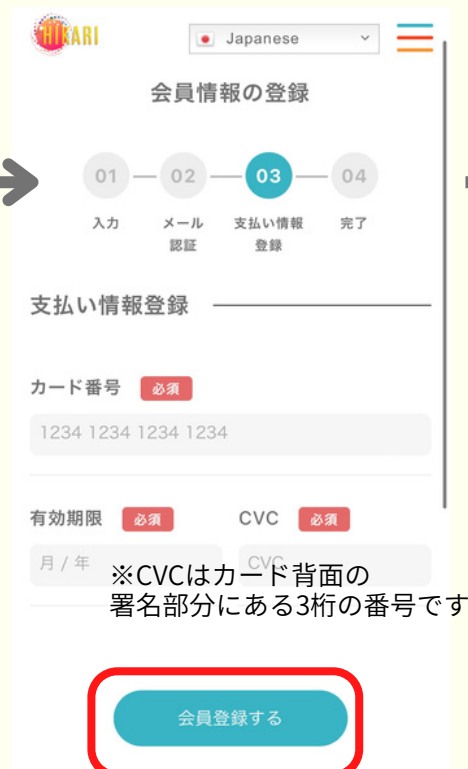 HIKARI
Japanese
会員情報の登録
01 02 03 04
入力 メール認証 支払い情報登録 完了
支払い情報登録
カード番号 必須
1234 1234 1234 1234
有効期限 必須 CVC 必須
月 / 年 CVC
※CVCはカード背面の
署名部分にある3桁の番号です
会員登録する